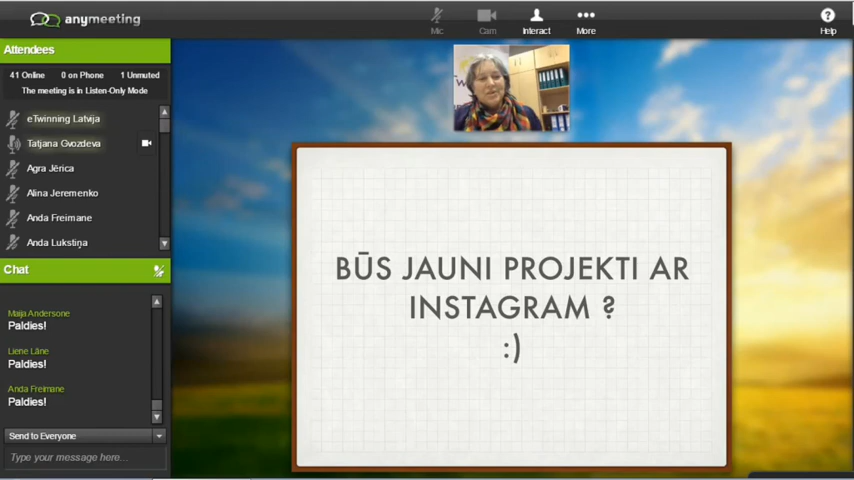 anymeeting
Mic
Cam
Interact
More
Help
Attendees
41 Online
0 on Phone
1 Unmuted
The meeting is in Listen-Only Mode
eTwinning Latvija
Tatjana Gvozdeva
Agra Jērica
Alina Jeremenko
Anda Freimane
Anda Lukstiņa
Chat
Maija Andersone
Paldies!
Liene Lāne
Paldies!
Anda Freimane
Paldies!
Send to Everyone
Type your message here...
BŪS JAUNI PROJEKTI AR
INSTAGRAM ?
:)